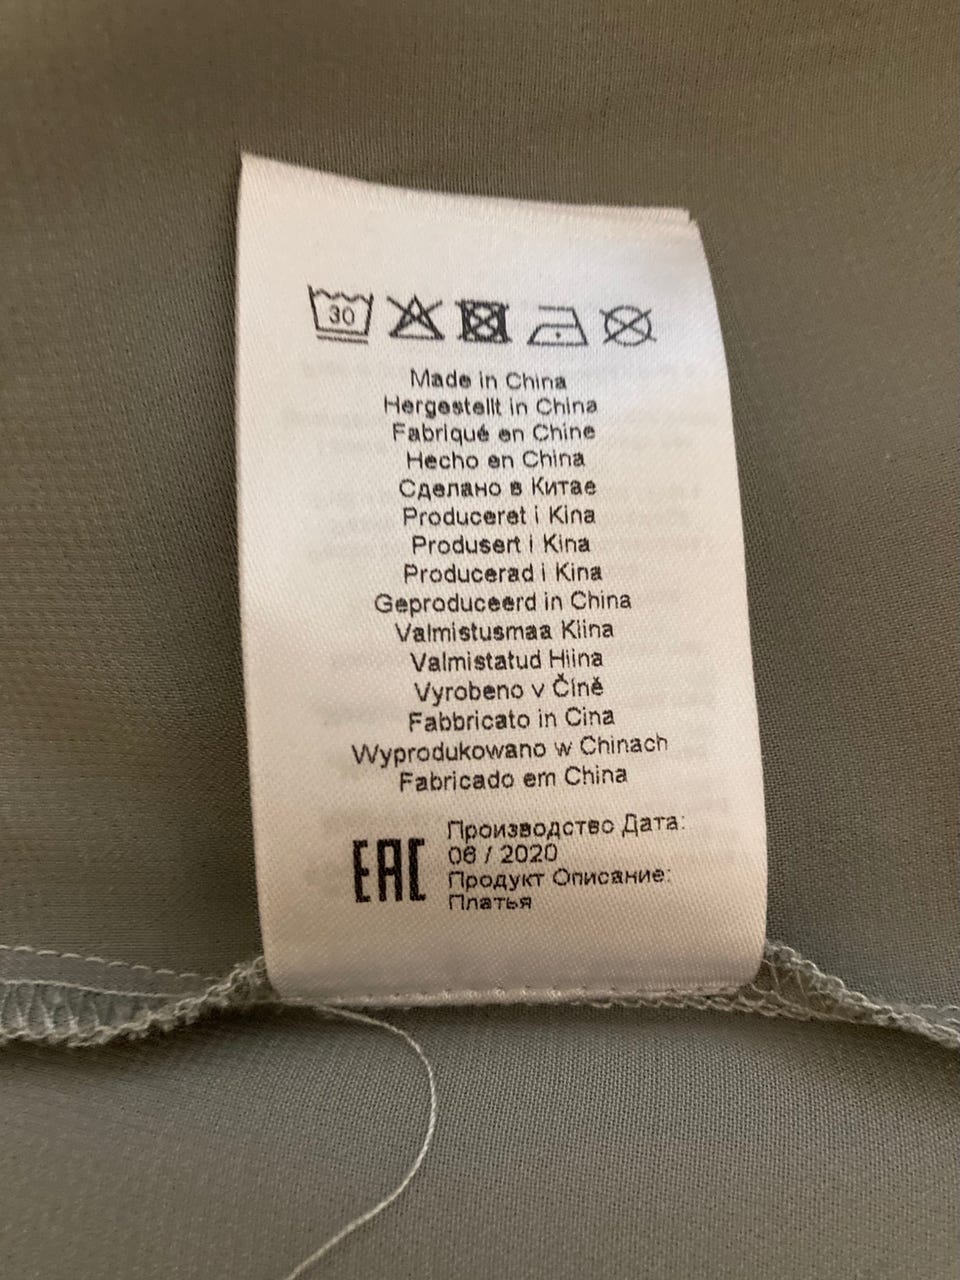 30
Made in China
Hergestellt in China
Fabriqué en Chine
Hecho en China
Сделано в Китае
Produceret i Kina
Produsert i Kina
Producerad i Kina
Geproduceerd in China
Valmistusmaa Kiina
Valmistatud Hiina
Vyrobeno v Číně
Fabbricato in Cina
Wyprodukowano w Chinach
Fabricado em China
EAC
Производство Дата:
06 / 2020
Продукт Описание:
Платья